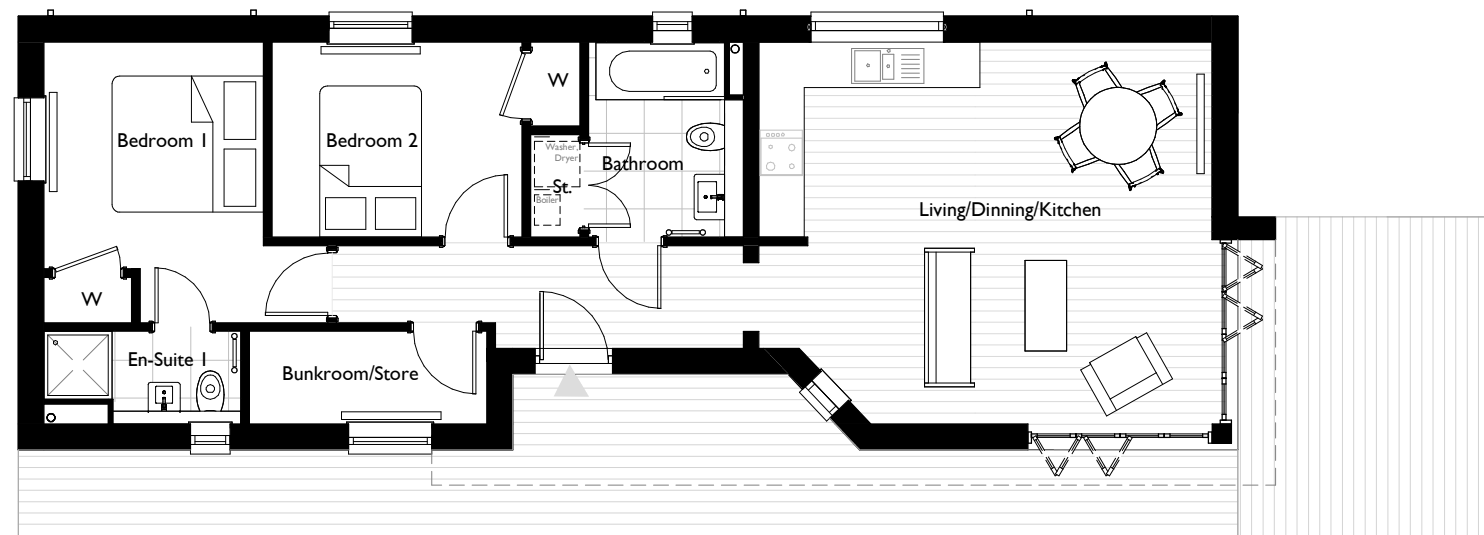 Bedroom 1
Bedroom 2
W
Washer,
Dryer
St.
Boiler
Bathroom
Living/Dinning/Kitchen
W
En-Suite 1
Bunkroom/Store